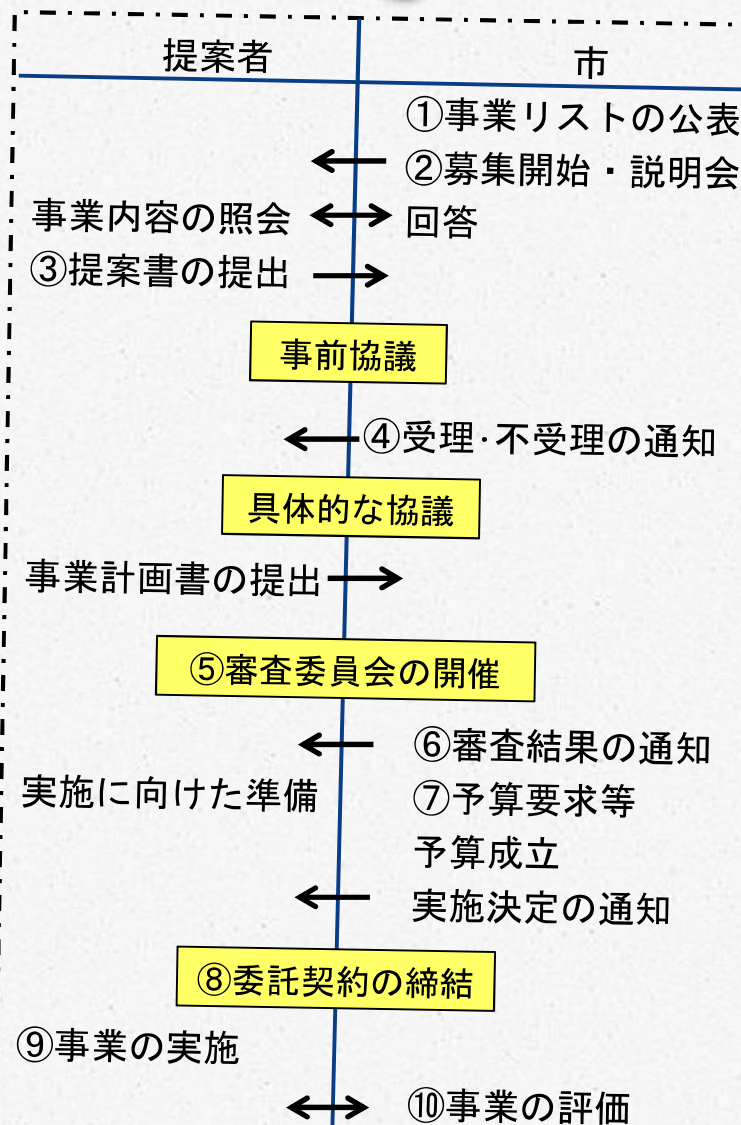 提案者 市
①事業リストの公表
②募集開始・説明会
事業内容の照会 回答
③提案書の提出
事前協議
④受理・不受理の通知
具体的な協議
事業計画書の提出
⑤審査委員会の開催
⑥審査結果の通知
実施に向けた準備 ⑦予算要求等
予算成立
実施決定の通知
⑧委託契約の締結
⑨事業の実施
⑩事業の評価